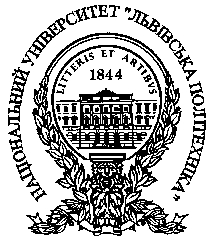 НАЦІОНАЛЬНИЙ УНІВЕРСИТЕТ "ЛЬВІВСЬКА ПОЛІТЕХНІКА"
LITTERIS ET ARTIBUS
1844